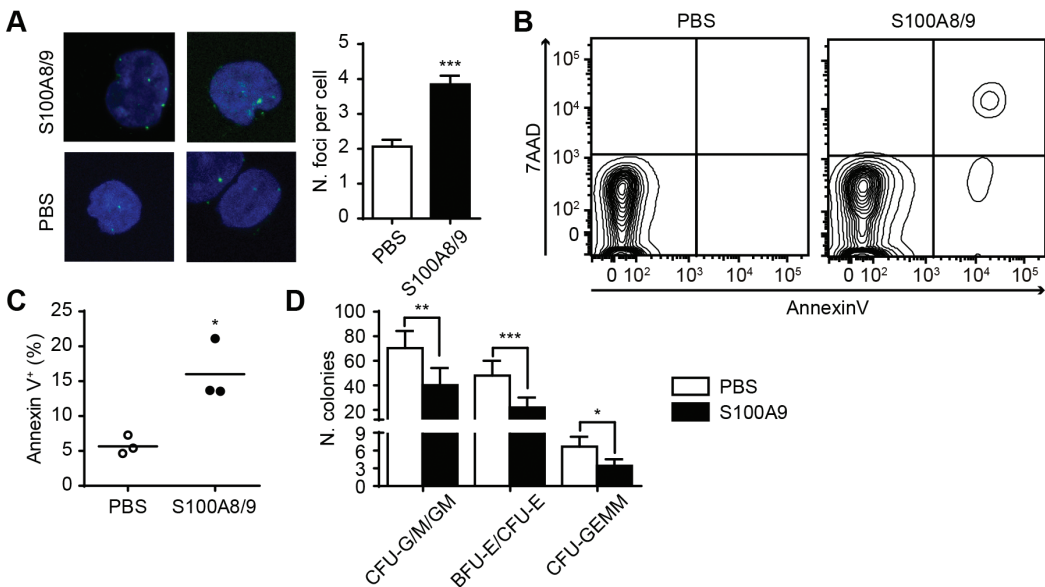 A
S100A8/9
PBS
N. foci per cell
5
4
3
2
1
0
***
PBS
S100A8/9
B
PBS
S100A8/9
7AAD
10⁵
10⁴
10³
10²
0
0 10² 10³ 10⁴ 10⁵
0 10² 10³ 10⁴ 10⁵
AnnexinV
C
Annexin V⁺ (%)
25
20
15
10
5
0
*
PBS
S100A8/9
D
N. colonies
100
80
60
40
20
9
6
3
0
**
***
*
CFU-G/M/GM
BFU-E/CFU-E
CFU-GEMM
PBS
S100A9